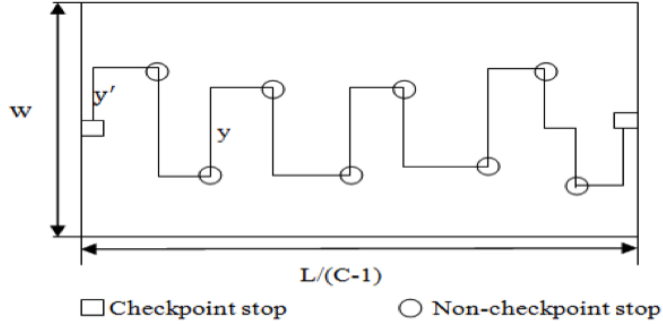 y′
W
y
L/(C-1)
Checkpoint stop
Non-checkpoint stop